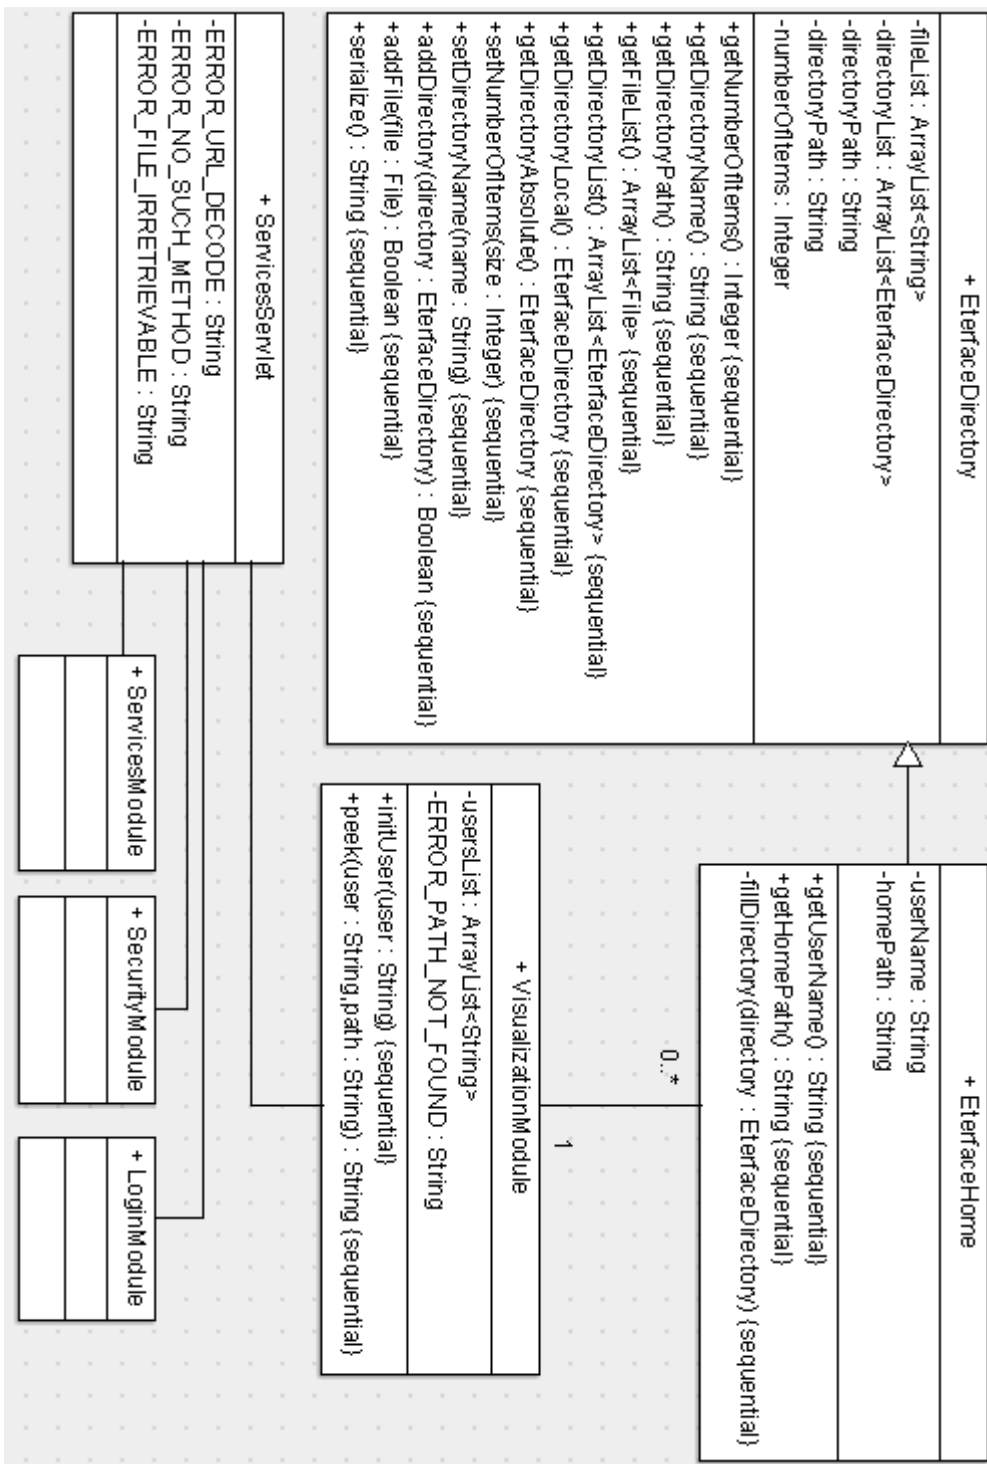 + EterfaceDirectory
-fileList : ArrayList<String>
-directoryList : ArrayList<EterfaceDirectory>
-directoryPath : String
-directoryPath : String
-numberOfItems : Integer
+getNumberOfItems() : Integer {sequential}
+getDirectoryName() : String {sequential}
+getDirectoryPath() : String {sequential}
+getFileList() : ArrayList<File> {sequential}
+getDirectoryList() : ArrayList<EterfaceDirectory> {sequential}
+getDirectoryLocal() : EterfaceDirectory {sequential}
+getDirectoryAbsolute() : EterfaceDirectory {sequential}
+setNumberOfItems(size : Integer) {sequential}
+setDirectoryName(name : String) {sequential}
+addDirectory(directory : EterfaceDirectory) : Boolean {sequential}
+addFile(file : File) : Boolean {sequential}
+serialize() : String {sequential}
+ EterfaceHome
-userName : String
-homePath : String
+getUserName() : String {sequential}
+getHomePath() : String {sequential}
-fillDirectory(directory : EterfaceDirectory) {sequential}
0..*
1
+ VisualizationModule
-usersList : ArrayList<String>
-ERROR_PATH_NOT_FOUND : String
+initUser(user : String) {sequential}
+peek(user : String,path : String) : String {sequential}
+ ServicesServlet
-ERROR_URL_DECODE : String
-ERROR_NO_SUCH_METHOD : String
-ERROR_FILE_IRRETRIEVABLE : String
+ ServicesModule
+ SecurityModule
+ LoginModule